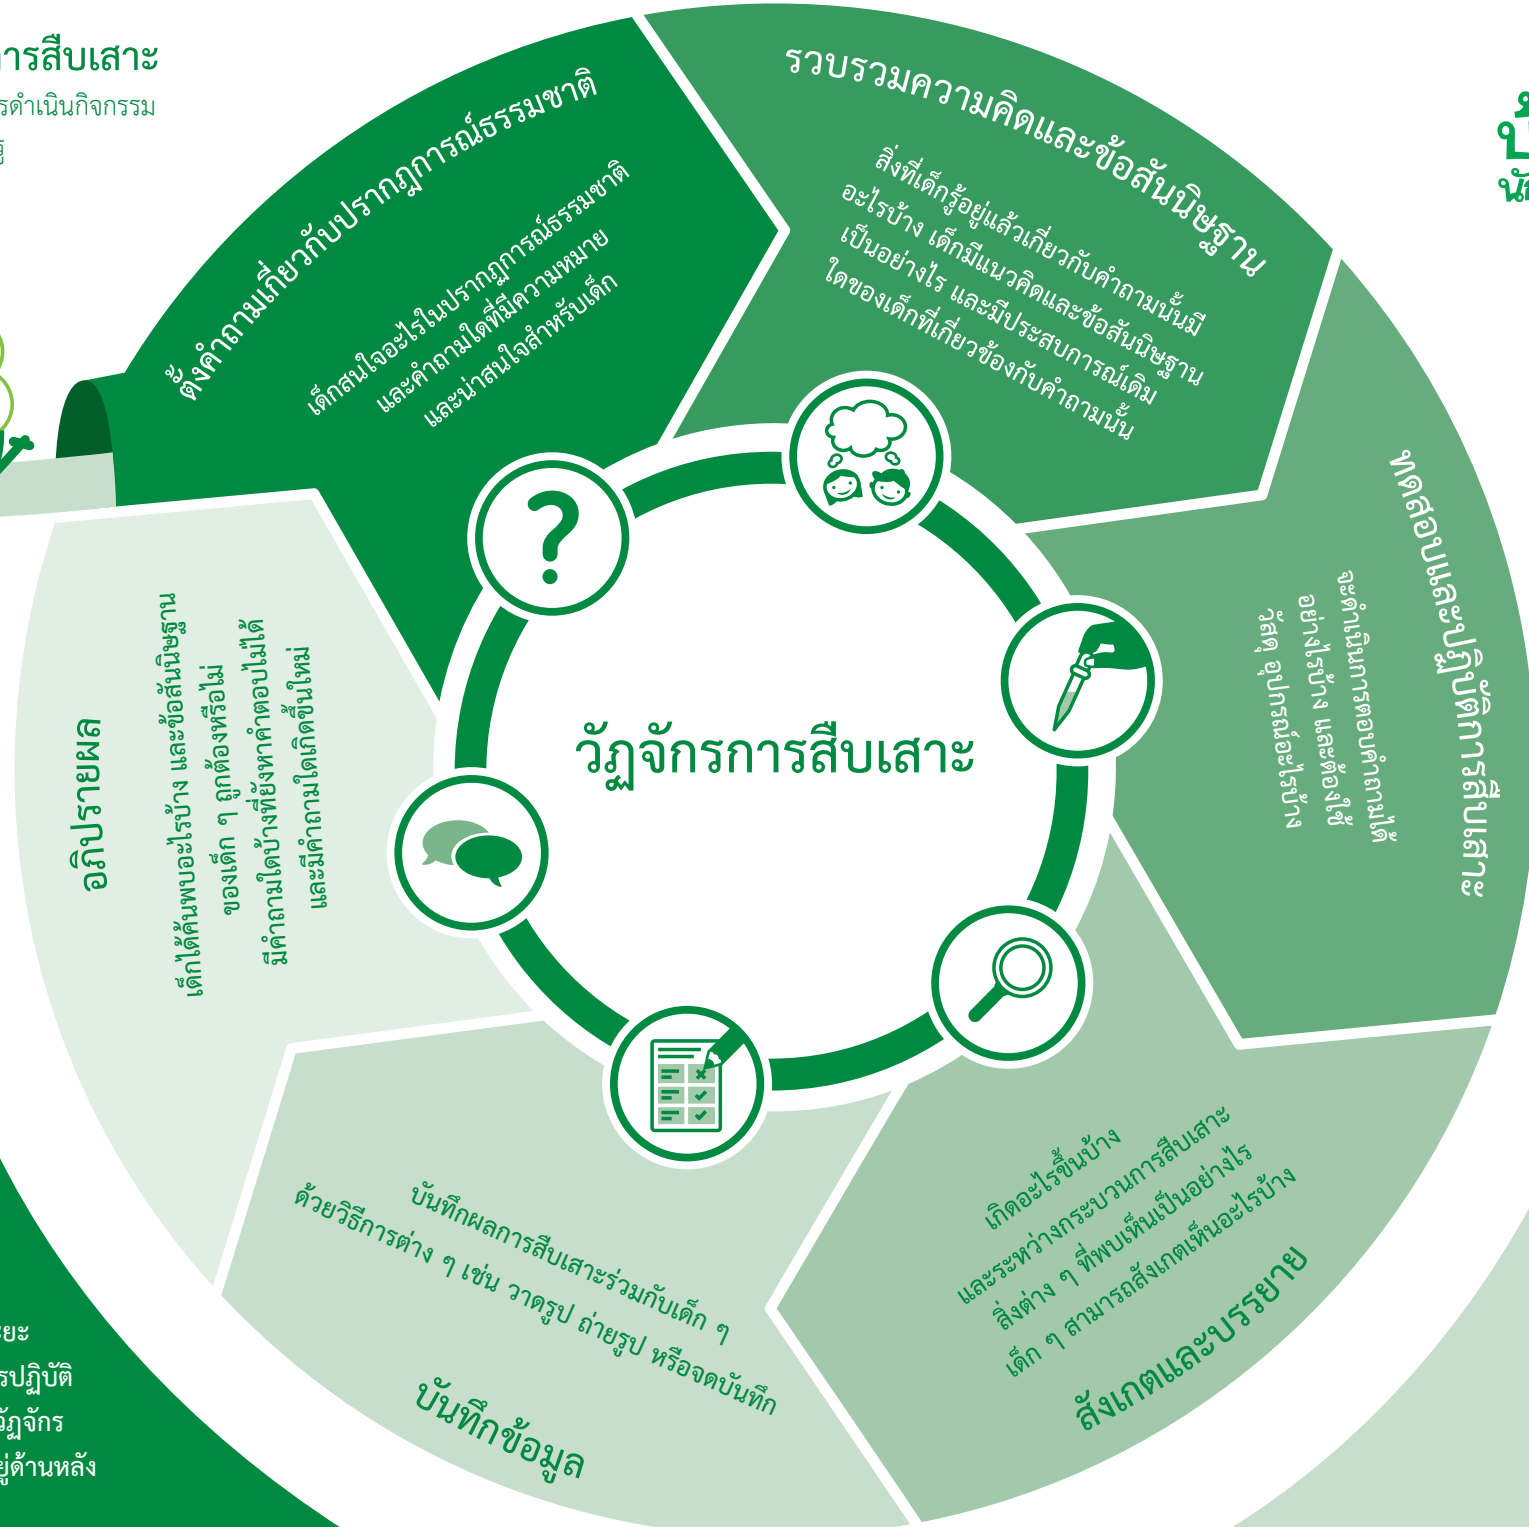 การสืบเสาะ
รดำเนินกิจกรรม
ตั้งคำถามเกี่ยวกับปรากฏการณ์ธรรมชาติ
เด็กสนใจอะไรในปรากฏการณ์ธรรมชาติ
และคำถามใดที่มีความหมาย
และน่าสนใจสำหรับเด็ก
รวบรวมความคิดและข้อสันนิษฐาน
สิ่งที่เด็กรู้อยู่แล้วเกี่ยวกับคำถามนั้นมี
อะไรบ้าง เด็กมีแนวคิดและข้อสันนิษฐาน
เป็นอย่างไร และมีประสบการณ์เดิม
ใดของเด็กที่เกี่ยวข้องกับคำถามนั้น
ทดสอบและปฏิบัติการสืบเสาะ
จะดำเนินการตอบคำถามได้
อย่างไรบ้าง และต้องใช้
วัสดุ อุปกรณ์อะไรบ้าง
วัฏจักรการสืบเสาะ
เกิดอะไรขึ้นบ้าง
และระหว่างกระบวนการสืบเสาะ
สิ่งต่าง ๆ ที่พบเห็นเป็นอย่างไร
เด็ก ๆ สามารถสังเกตเห็นอะไรบ้าง
สังเกตและบรรยาย
บันทึกผลการสืบเสาะร่วมกับเด็ก ๆ
ด้วยวิธีการต่าง ๆ เช่น วาดรูป ถ่ายรูป หรือจดบันทึก
บันทึกข้อมูล
อภิปรายผล
เด็กได้ค้นพบอะไรบ้าง และข้อสันนิษฐาน
ของเด็ก ๆ ถูกต้องหรือไม่
มีคำถามใดบ้างที่ยังหาคำตอบไม่ได้
และมีคำถามใดเกิดขึ้นใหม่
ยะ
รปฏิบัติ
วัฏจักร
ยู่ด้านหลัง